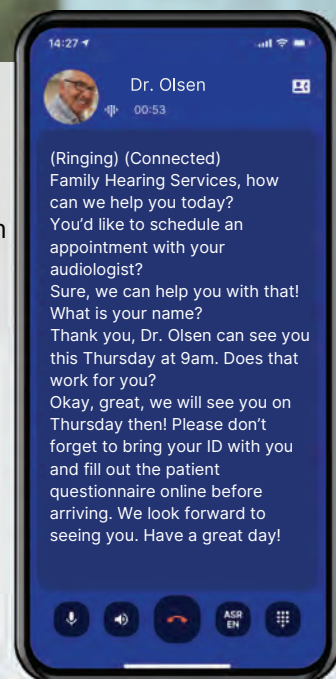 14:27
Dr. Olsen
00:53
(Ringing) (Connected)
Family Hearing Services, how
can we help you today?
You’d like to schedule an
appointment with your
audiologist?
Sure, we can help you with that!
What is your name?
Thank you, Dr. Olsen can see you
this Thursday at 9am. Does that
work for you?
Okay, great, we will see you on
Thursday then! Please don’t
forget to bring your ID with you
and fill out the patient
questionnaire online before
arriving. We look forward to
seeing you. Have a great day!
ASR
EN